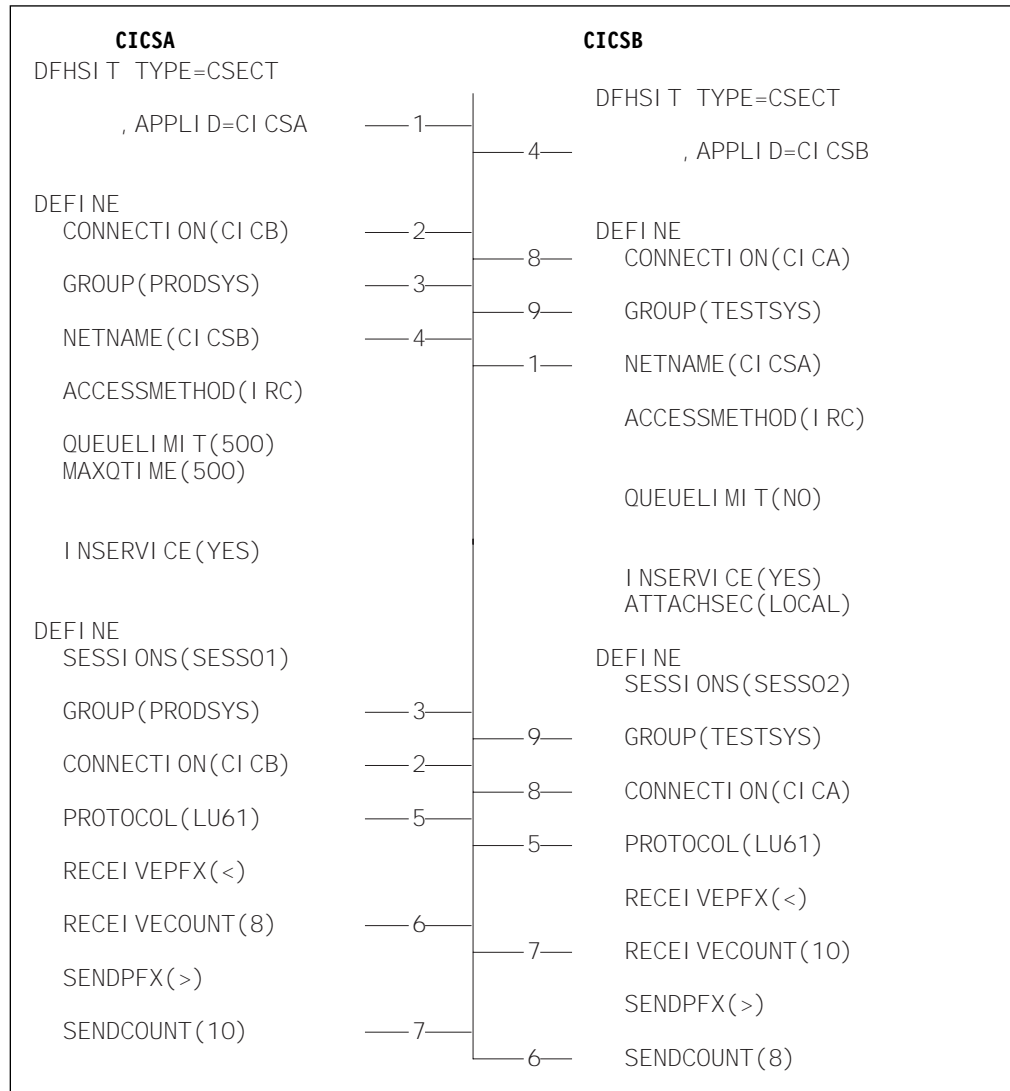 CICSA
DFHSIT TYPE=CSECT
,APPLID=CICSA 1
DEFINE
CONNECTION(CICB) 2
GROUP(PRODSYS) 3
NETNAME(CICSB) 4
ACCESSMETHOD(IRC)
QUEUELIMIT(500)
MAXQTIME(500)
INSERVICE(YES)
DEFINE
SESSIONS(SESS01)
GROUP(PRODSYS) 3
CONNECTION(CICB) 2
PROTOCOL(LU61) 5
RECEIVEPFX(<)
RECEIVECOUNT(8) 6
SENDPFX(>)
SENDCOUNT(10) 7
CICSB
DFHSIT TYPE=CSECT
4 ,APPLID=CICSB
DEFINE
8 CONNECTION(CICA)
9 GROUP(TESTSYS)
1 NETNAME(CICSA)
ACCESSMETHOD(IRC)
QUEUELIMIT(NO)
INSERVICE(YES)
ATTACHSEC(LOCAL)
DEFINE
SESSIONS(SESS02)
9 GROUP(TESTSYS)
8 CONNECTION(CICA)
5 PROTOCOL(LU61)
RECEIVEPFX(<)
7 RECEIVECOUNT(10)
SENDPFX(>)
6 SENDCOUNT(8)